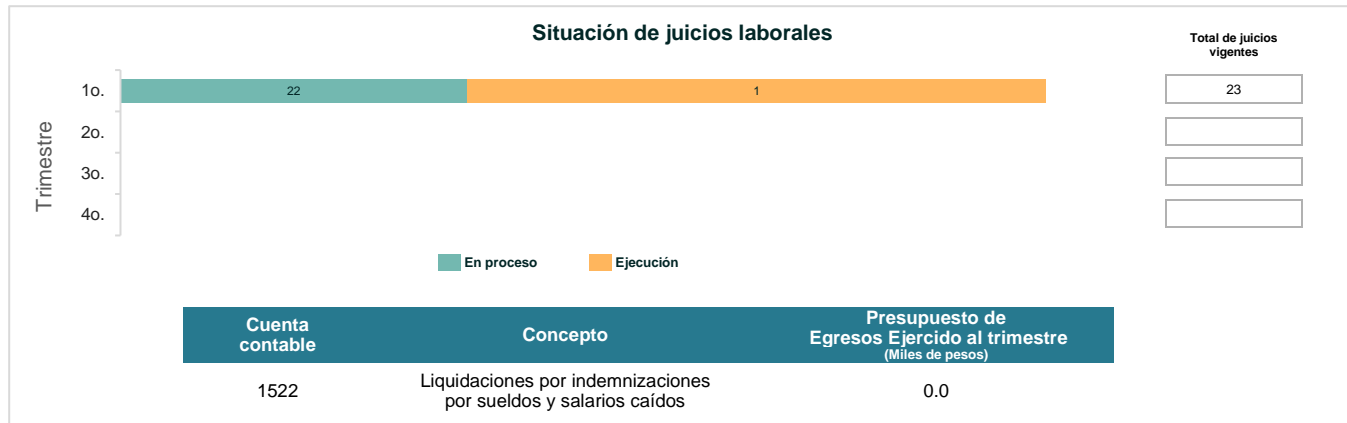 Situación de juicios laborales
Total de juicios
vigentes
Trimestre
1o.
22
1
23
2o.
3o.
4o.
En proceso
Ejecución
Cuenta
contable
Concepto
Presupuesto de
Egresos Ejercido al trimestre
(Miles de pesos)
1522
Liquidaciones por indemnizaciones
por sueldos y salarios caídos
0.0